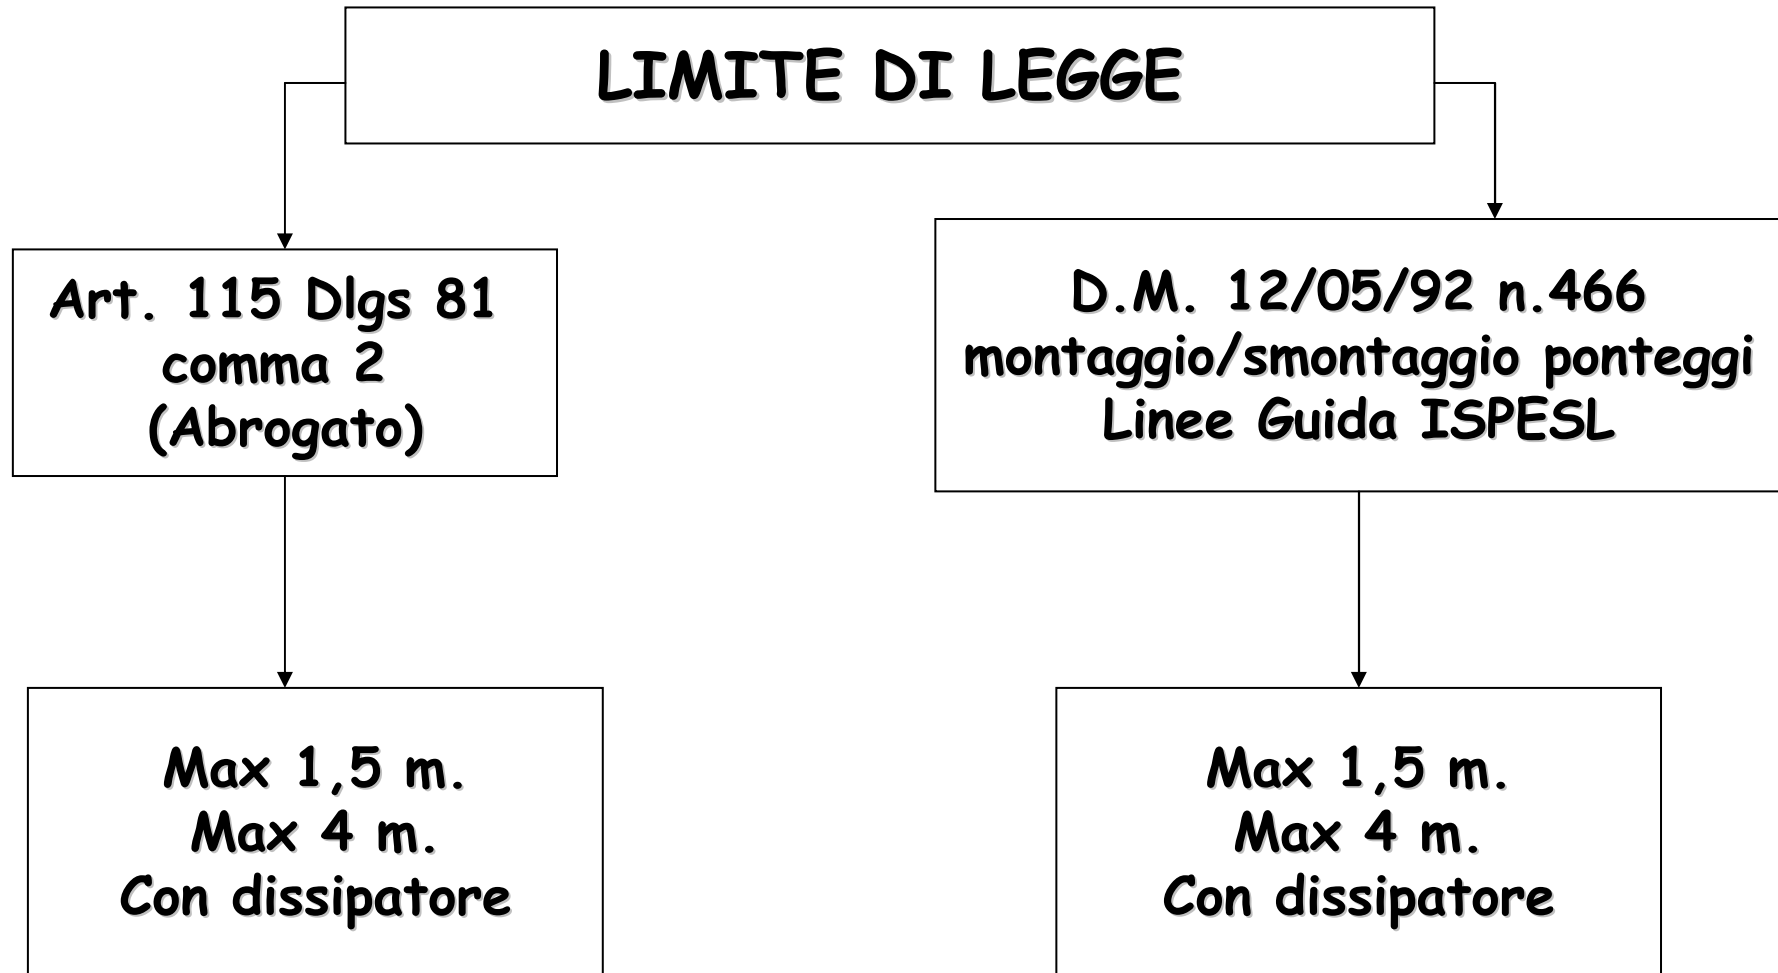 LIMITE DI LEGGE
Art. 115 Dlgs 81
comma 2
(Abrogato)
D.M. 12/05/92 n.466
montaggio/smontaggio ponteggi
Linee Guida ISPESL
Max 1,5 m.
Max 4 m.
Con dissipatore
Max 1,5 m.
Max 4 m.
Con dissipatore